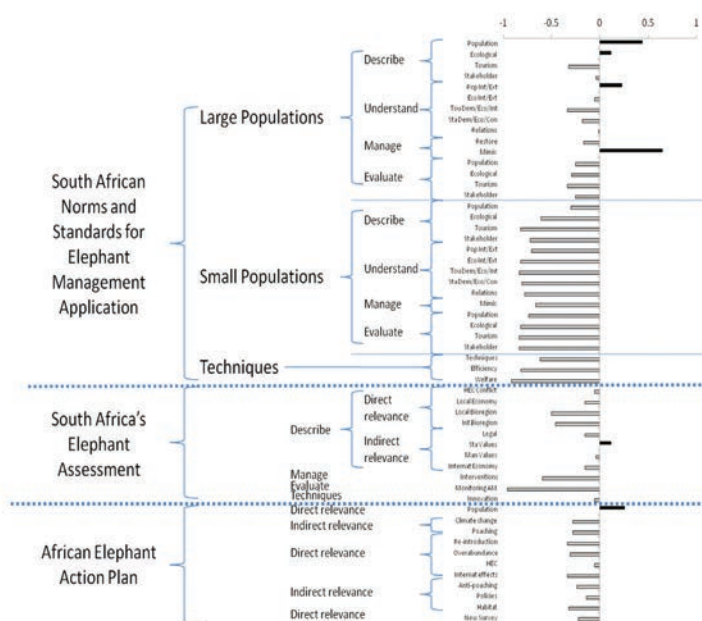 -1 -0.5 0 0.5 1
Population
Ecological
Tourism
Stakeholder
Pop Int/Ext
Eco Int/Ext
Tou Dem/Eco/Int
Sta Dem/Eco/Con
Relations
Restore
Mimic
Population
Ecological
Tourism
Stakeholder
Population
Ecological
Tourism
Stakeholder
Pop Int/Ext
Eco Int/Ext
Tou Dem/Eco/Int
Sta Dem/Eco/Con
Relations
Mimic
Population
Ecological
Tourism
Stakeholder
Techniques
Efficiency
Welfare
HEC Conflict
Local Economy
Local Bioregion
Int Bioregion
Legal
Sta Values
Man Values
Internat Economy
Interventions
Monitoring AM
Innovation
Population
Climate change
Poaching
Re-introduction
Overabundance
HEC
Internat effects
Anti-poaching
Policies
Habitat
New Survey
Describe
Understand
Manage
Evaluate
Describe
Understand
Manage
Evaluate
Large Populations
Small Populations
Techniques
South African
Norms and
Standards for
Elephant
Management
Application
South Africa's
Elephant
Assessment
Describe
Direct
relevance
Indirect
relevance
Manage
Evaluate
Techniques
African Elephant
Action Plan
Direct relevance
Indirect relevance
Direct relevance
Indirect relevance
Direct relevance